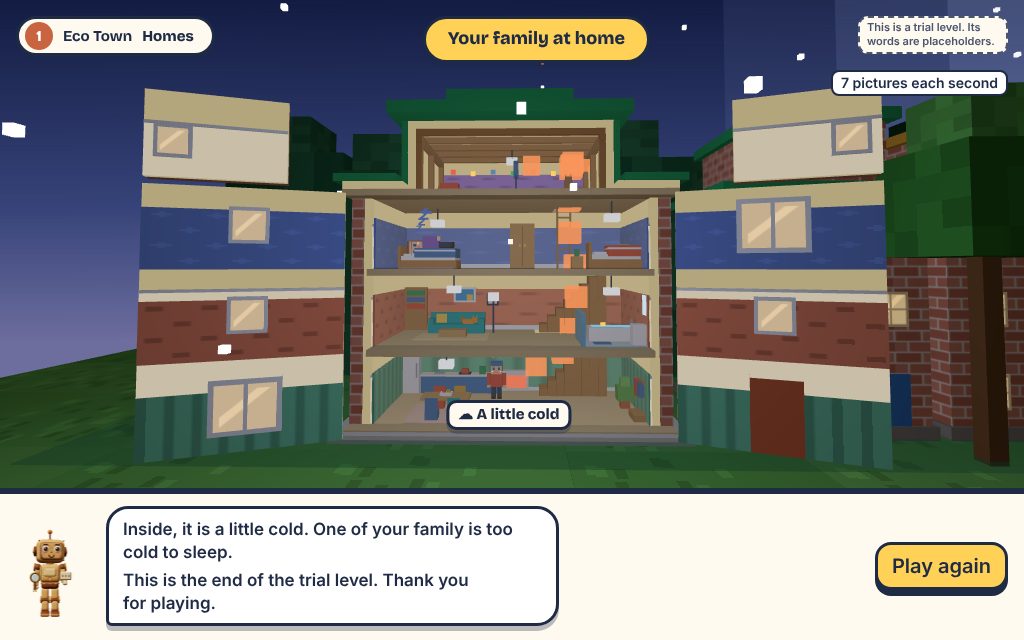 1 Eco Town Homes
Your family at home
This is a trial level. Its
words are placeholders.
7 pictures each second
☁ A little cold
Inside, it is a little cold. One of your family is too
cold to sleep.
This is the end of the trial level. Thank you
for playing.
Play again